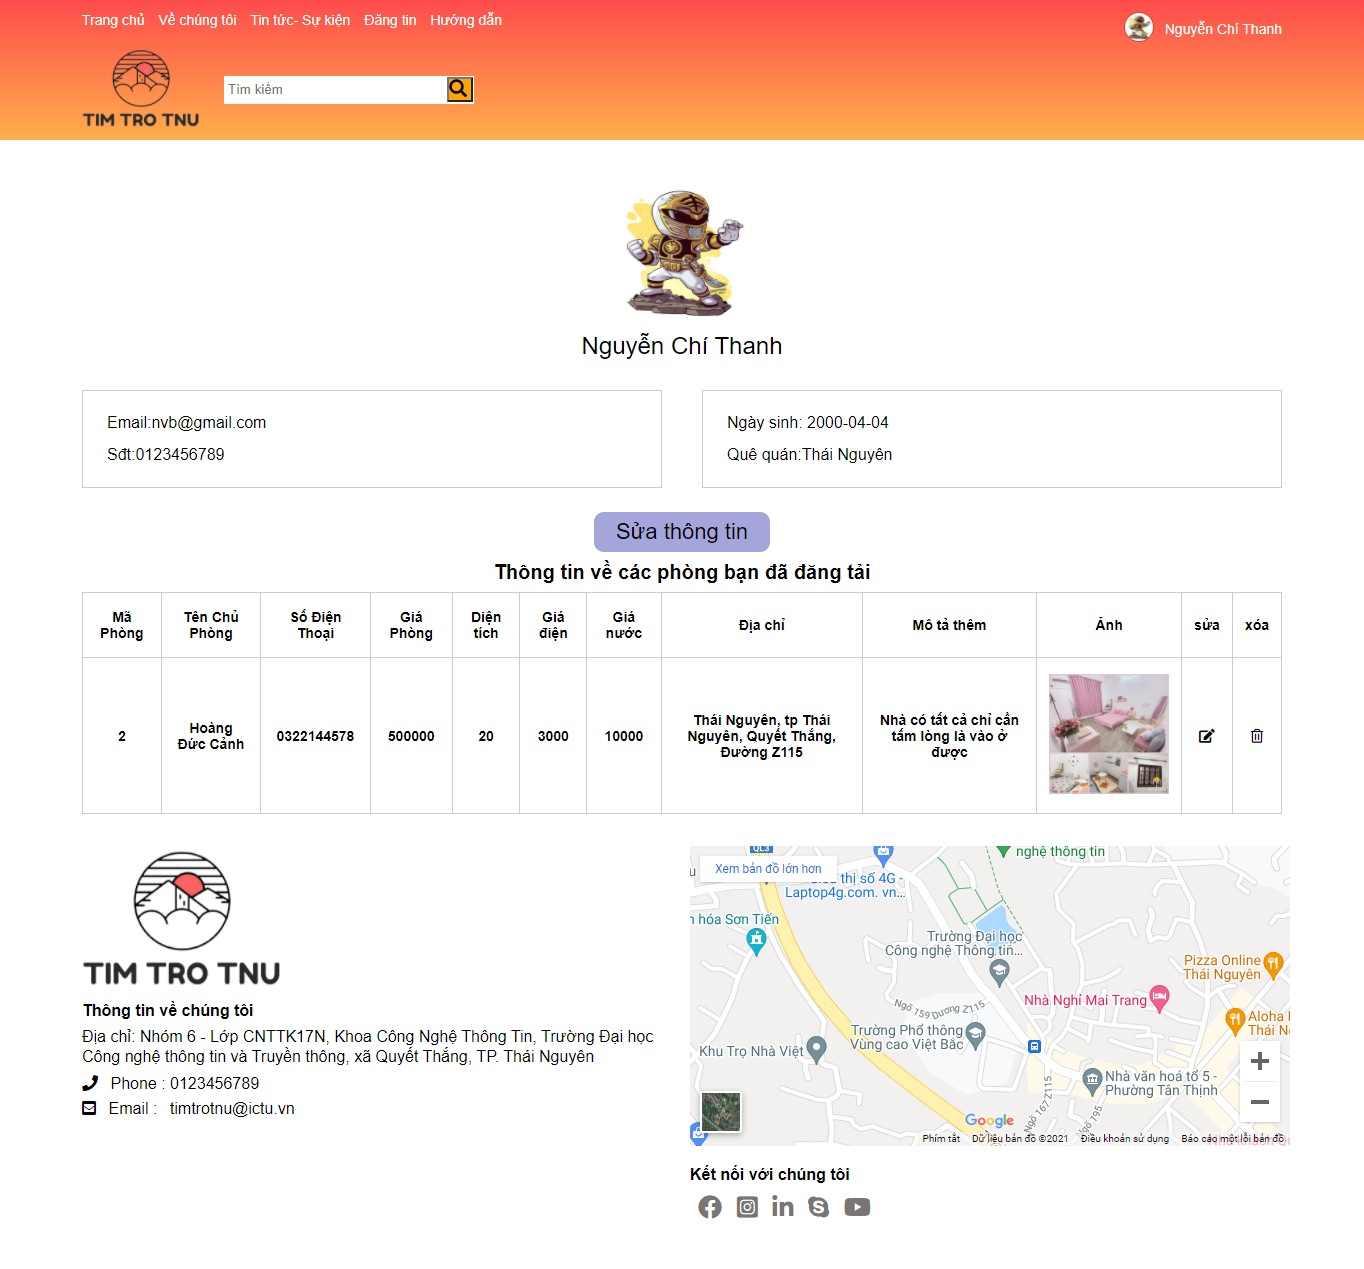 Trang chủ Về chúng tôi Tin tức- Sự kiện Đăng tin Hướng dẫn
Nguyễn Chí Thanh
Tìm kiếm
TIM TRO TNU
Nguyễn Chí Thanh
Email:nvb@gmail.com
Sđt:0123456789
Ngày sinh: 2000-04-04
Quê quán:Thái Nguyên
Sửa thông tin
Thông tin về các phòng bạn đã đăng tải
Mã Phòng Tên Chủ Phòng Số Điện Thoại Giá Phòng Diện tích Giá điện Giá nước Địa chỉ Mô tả thêm Ảnh sửa xóa
2 Hoàng Đức Cảnh 0322144578 500000 20 3000 10000 Thái Nguyên, tp Thái Nguyên, Quyết Thắng, Đường Z115 Nhà có tất cả chỉ cần tấm lòng là vào ở được
TIM TRO TNU
Thông tin về chúng tôi
Địa chỉ: Nhóm 6 - Lớp CNTTK17N, Khoa Công Nghệ Thông Tin, Trường Đại học
Công nghệ thông tin và Truyền thông, xã Quyết Thắng, TP. Thái Nguyên
Phone : 0123456789
Email : timtrotnu@ictu.vn
QL3
nghệ thông tin
Xem bản đồ lớn hơn
thị số 4G -
Laptop4g.com. vn...
hóa Sơn Tiến
Trường Đại học
Công nghệ Thông tin...
Pizza Online
Thái Nguyên
Nhà Nghỉ Mai Trang
Ngõ 159 Dương Z115
Aloha
Thái N
Trường Phổ thông
Vùng cao Việt Bắc
Khu Trọ Nhà Việt
Nhà văn hoá tổ 5 -
Phường Tân Thịnh
Ngõ 167 Z115
Ngõ 195
Google
Phím tắt Dữ liệu bản đồ ©2021 Điều khoản sử dụng Báo cáo một lỗi bản đồ
Kết nối với chúng tôi